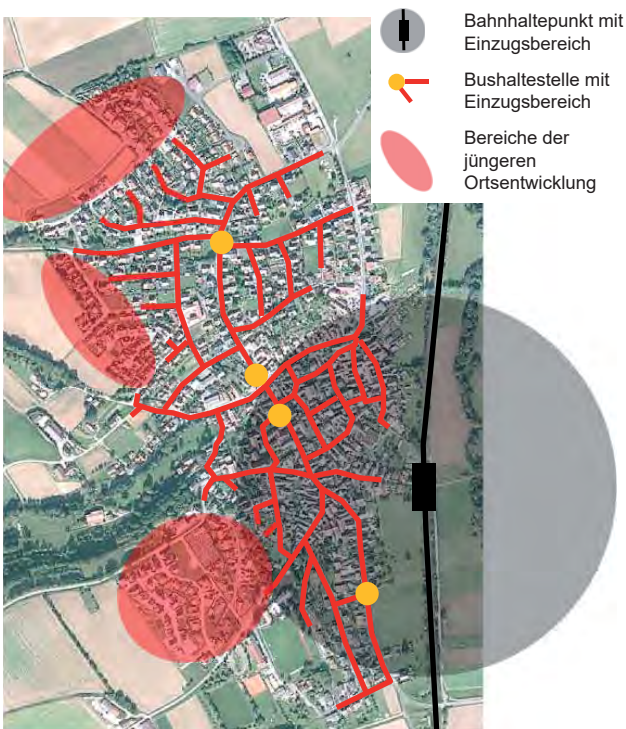 Bahnhaltepunkt mit
Einzugsbereich
Bushaltestelle mit
Einzugsbereich
Bereiche der
jüngeren
Ortsentwicklung